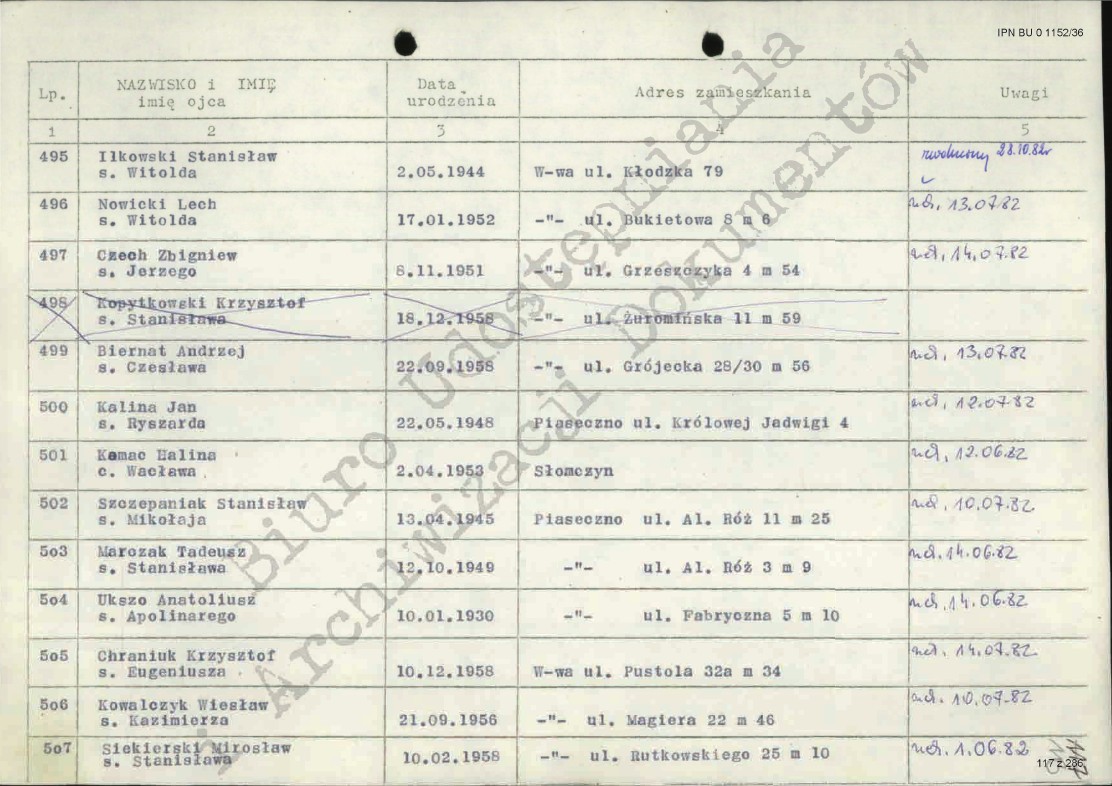 IPN BU 0 1152/36
Lp. NAZWISKO i IMIĘ imię ojca Data urodzenia Adres zamieszkania Uwagi
1 2 3 4 5
495 Ilkowski Stanisław zwolniony 28.10.82r
s. Witolda 2.05.1944 W-wa ul. Kłodzka 79
496 Nowicki Lech 13.07.82
s. Witolda 17.01.1952 -"- ul. Bukietowa 8 m 6
497 Czech Zbigniew 14.07.82
s. Jerzego 8.11.1951 -"- ul. Grzeszczyka 4 m 54
498 Kopytkowski Krzysztof
s. Stanisława 18.12.1958 -"- ul. Żuromińska 11 m 59
499 Biernat Andrzej 13.07.82
s. Czesława 22.09.1958 -"- ul. Grójecka 28/30 m 56
500 Kalina Jan 12.07.82
s. Ryszarda 22.05.1948 Piaseczno ul. Królowej Jadwigi 4
501 Kamac Halina 12.06.82
c. Wacława 2.04.1953 Słomczyn
502 Szczepaniak Stanisław 10.07.82
s. Mikołaja 13.04.1945 Piaseczno ul. Al. Róż 11 m 25
503 Marczak Tadeusz 14.06.82
s. Stanisława 12.10.1949 -"- ul. Al. Róż 3 m 9
504 Ukszo Anatoliusz 14.06.82
s. Apolinarego 10.01.1930 -"- ul. Fabryczna 5 m 10
505 Chraniuk Krzysztof 14.07.82
s. Eugeniusza 10.12.1958 W-wa ul. Pustola 32a m 34
506 Kowalczyk Wiesław 10.07.82
s. Kazimierza 21.09.1956 -"- ul. Magiera 22 m 46
507 Siekierski Mirosław 1.06.82
s. Stanisława 10.02.1958 -"- ul. Rutkowskiego 25 m 10
117 z 286
Biuro Udostępniania
i Archiwizacji Dokumentów